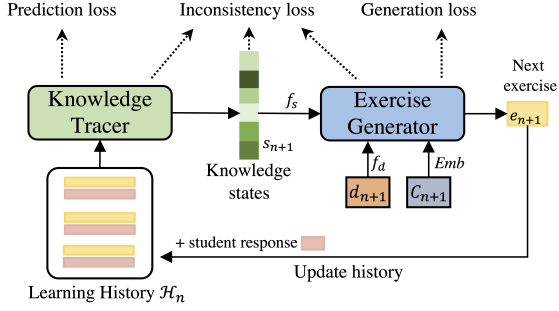 Prediction loss
Inconsistency loss
Generation loss
Knowledge
Tracer
f_s
s_{n+1}
Knowledge
states
Exercise
Generator
Next
exercise
e_{n+1}
f_d
Emb
d_{n+1}
C_{n+1}
+ student response
Update history
Learning History ℋ_n